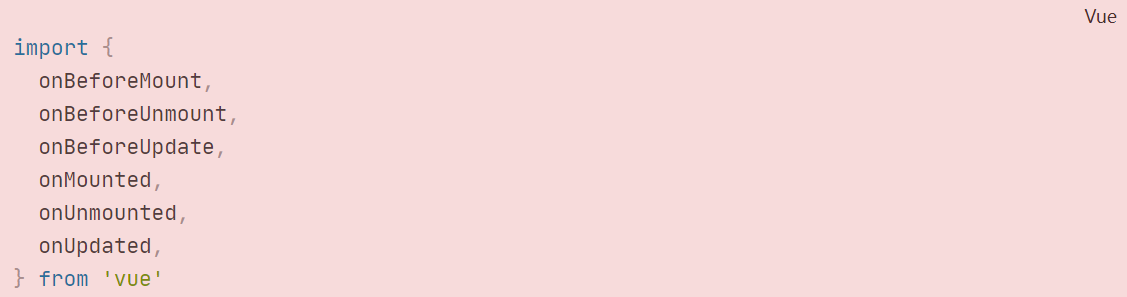 Vue
import {
  onBeforeMount,
  onBeforeUnmount,
  onBeforeUpdate,
  onMounted,
  onUnmounted,
  onUpdated,
} from 'vue'